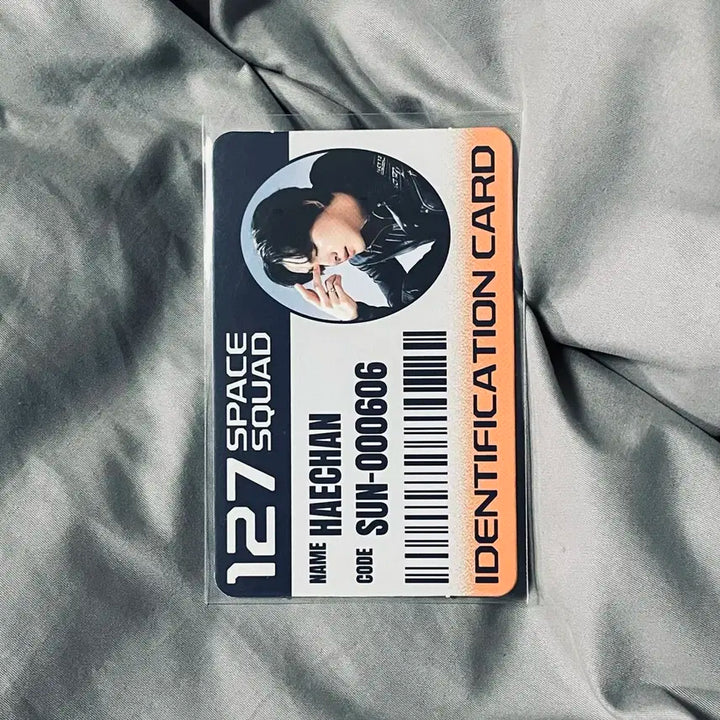 127 SPACE
SQUAD
NAME HAECHAN
CODE SUN-000606
IDENTIFICATION CARD